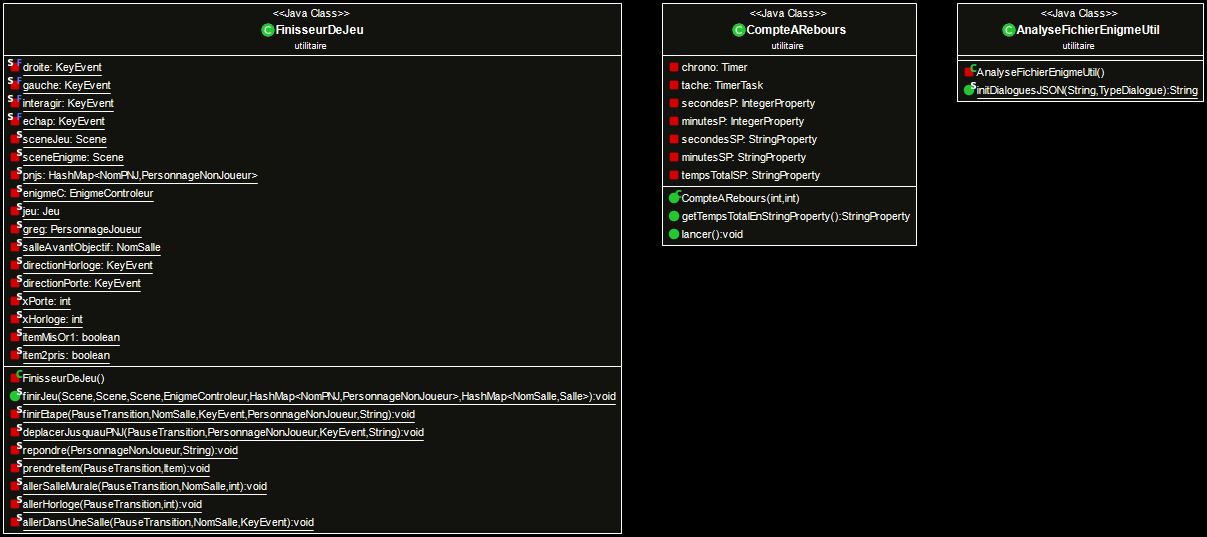 <<Java Class>>
FinisseurDeJeu
utilitaire
droite: KeyEvent
gauche: KeyEvent
interagir: KeyEvent
echap: KeyEvent
sceneJeu: Scene
sceneEnigme: Scene
pnjs: HashMap<NomPNJ,PersonnageNonJoueur>
enigmeC: EnigmeControleur
jeu: Jeu
greg: PersonnageJoueur
salleAvantObjectif: NomSalle
directionHorloge: KeyEvent
directionPorte: KeyEvent
xPorte: int
xHorloge: int
itemMisOr1: boolean
item2pris: boolean
FinisseurDeJeu()
finirJeu(Scene,Scene,Scene,EnigmeControleur,HashMap<NomPNJ,PersonnageNonJoueur>,HashMap<NomSalle,Salle>):void
finirEtape(PauseTransition,NomSalle,KeyEvent,PersonnageNonJoueur,String):void
deplacerJusquauPNJ(PauseTransition,PersonnageNonJoueur,KeyEvent,String):void
repondre(PersonnageNonJoueur,String):void
prendreItem(PauseTransition,Item):void
allerSalleMurale(PauseTransition,NomSalle,int):void
allerHorloge(PauseTransition,int):void
allerDansUneSalle(PauseTransition,NomSalle,KeyEvent):void
<<Java Class>>
CompteARebours
utilitaire
chrono: Timer
tache: TimerTask
secondesP: IntegerProperty
minutesP: IntegerProperty
secondesSP: StringProperty
minutesSP: StringProperty
tempsTotalSP: StringProperty
CompteARebours(int,int)
getTempsTotalEnStringProperty():StringProperty
lancer():void
<<Java Class>>
AnalyseFichierEnigmeUtil
utilitaire
AnalyseFichierEnigmeUtil()
initDialoguesJSON(String,TypeDialogue):String